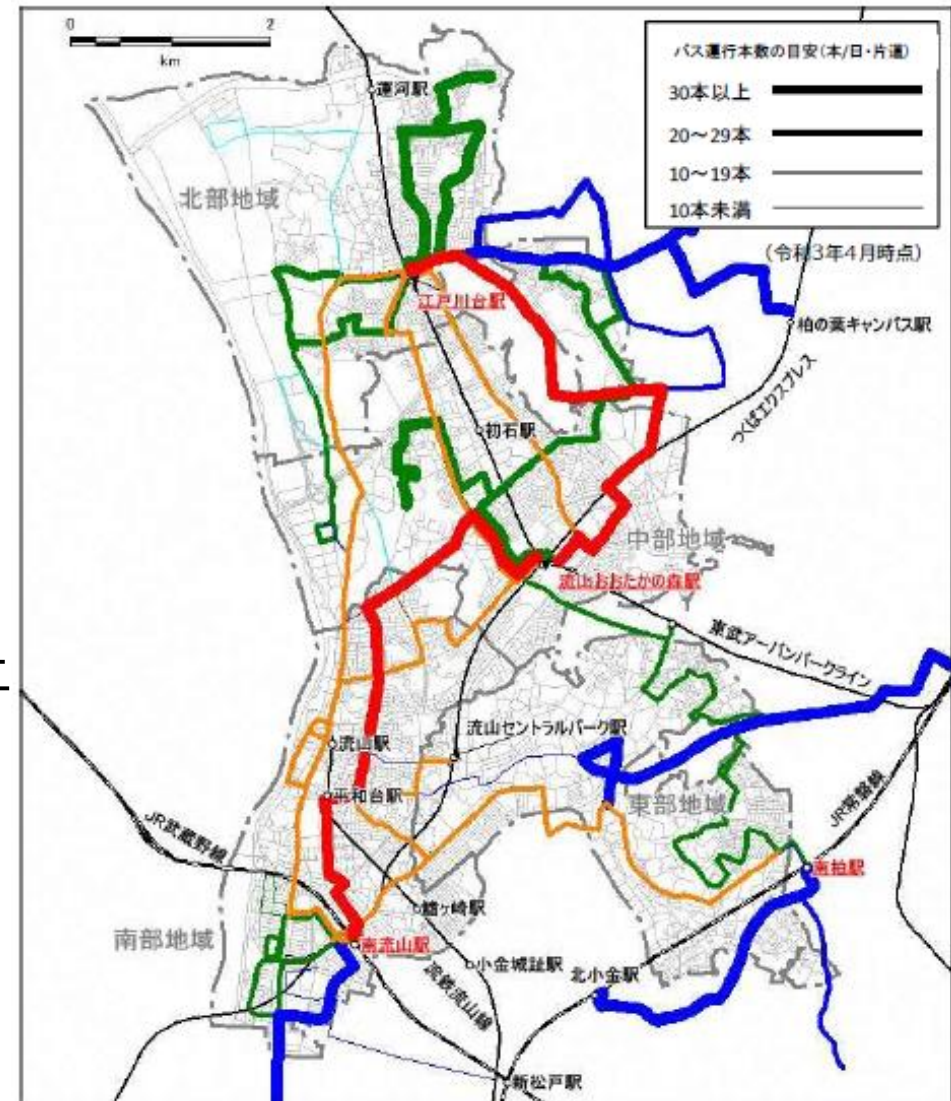 0 2
km
バス運行本数の目安(本/日・片道)
30本以上
20～29本
10～19本
10本未満
(令和3年4月時点)
運河駅
北部地域
江戸川台駅
柏の葉キャンパス駅
つくばエクスプレス
初石駅
中部地域
流山おおたかの森駅
東武アーバンパークライン
流山セントラルパーク駅
流山駅
平和台駅
東部地域
JR常磐線
JR武蔵野線
南柏駅
鰭ヶ崎駅
南部地域
南流山駅
小金城趾駅
北小金駅
流鉄流山線
新松戸駅